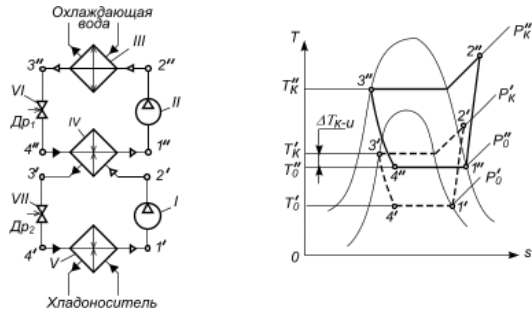 Охлаждающая
вода
III
3″
2″
VI
Др₁
II
IV
4″
1″
3′
2′
VII
Др₂
I
4′
V
1′
Хладоноситель
T
P″к
2″
3″
T″к
P′к
ΔTк-и
2′
T′к
3′
P″₀
T″₀
4″
1″
P′₀
T′₀
4′
1′
0
s